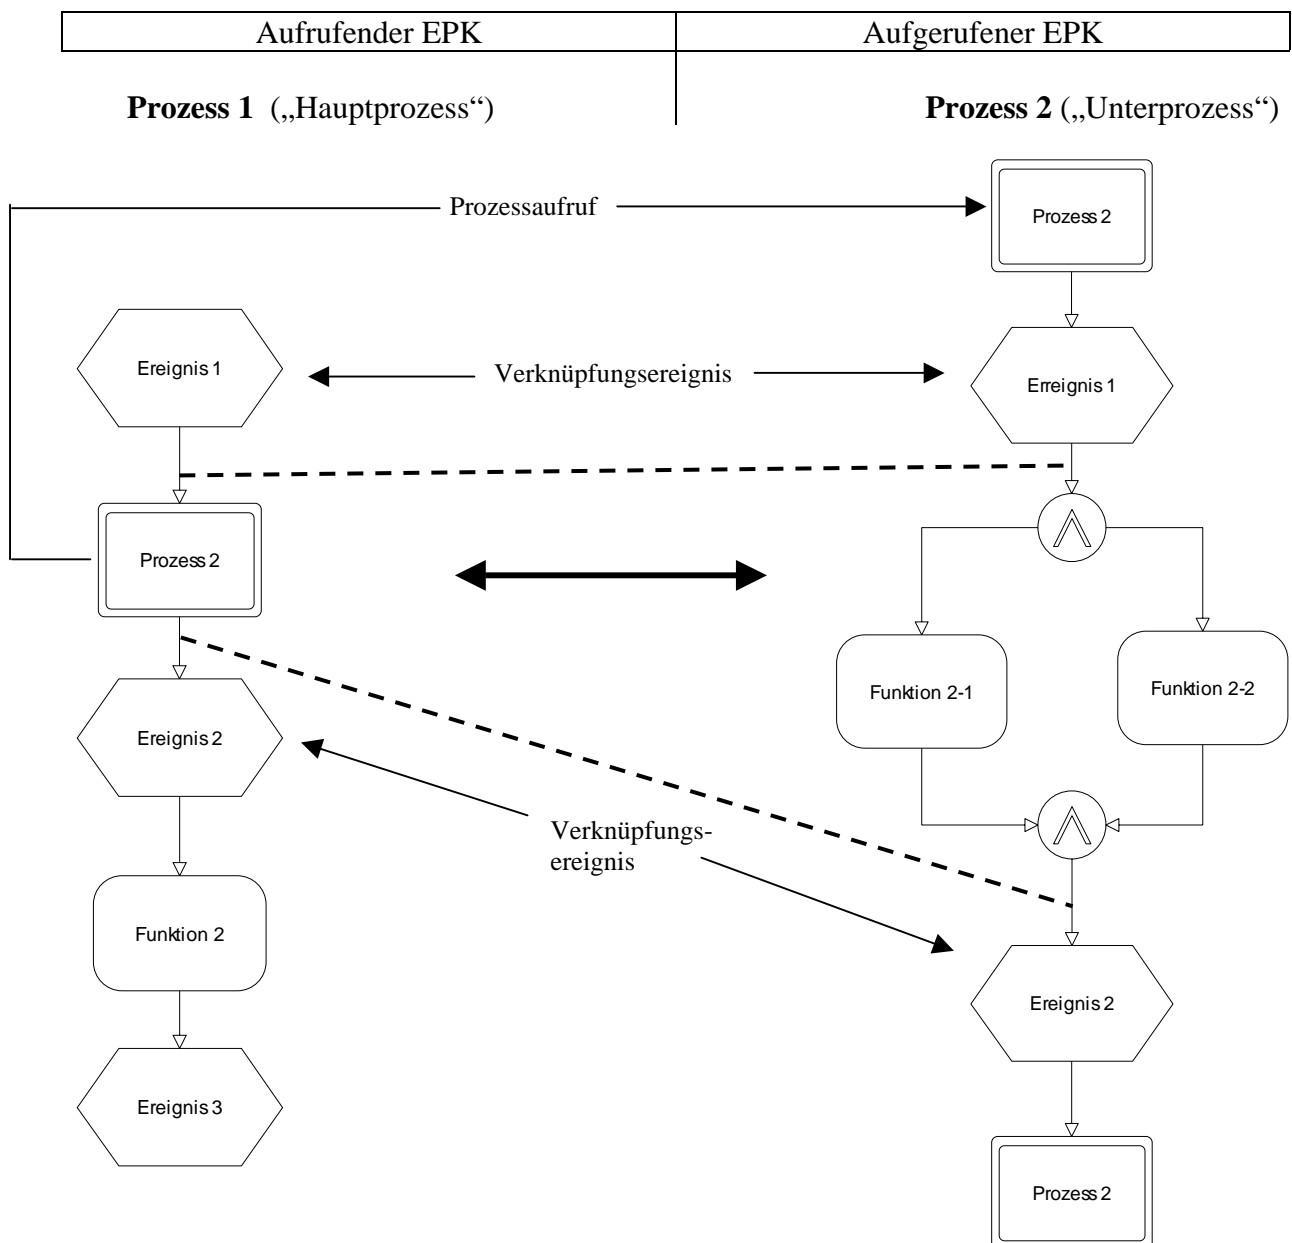 Aufrufender EPK
Aufgerufener EPK
Prozess 1 („Hauptprozess“)
Prozess 2 („Unterprozess“)
Prozessaufruf
Prozess 2
Ereignis 1
Verknüpfungsereignis
Erreignis 1
Prozess 2
Funktion 2-1
Funktion 2-2
Ereignis 2
Verknüpfungs-
ereignis
Funktion 2
Ereignis 2
Ereignis 3
Prozess 2